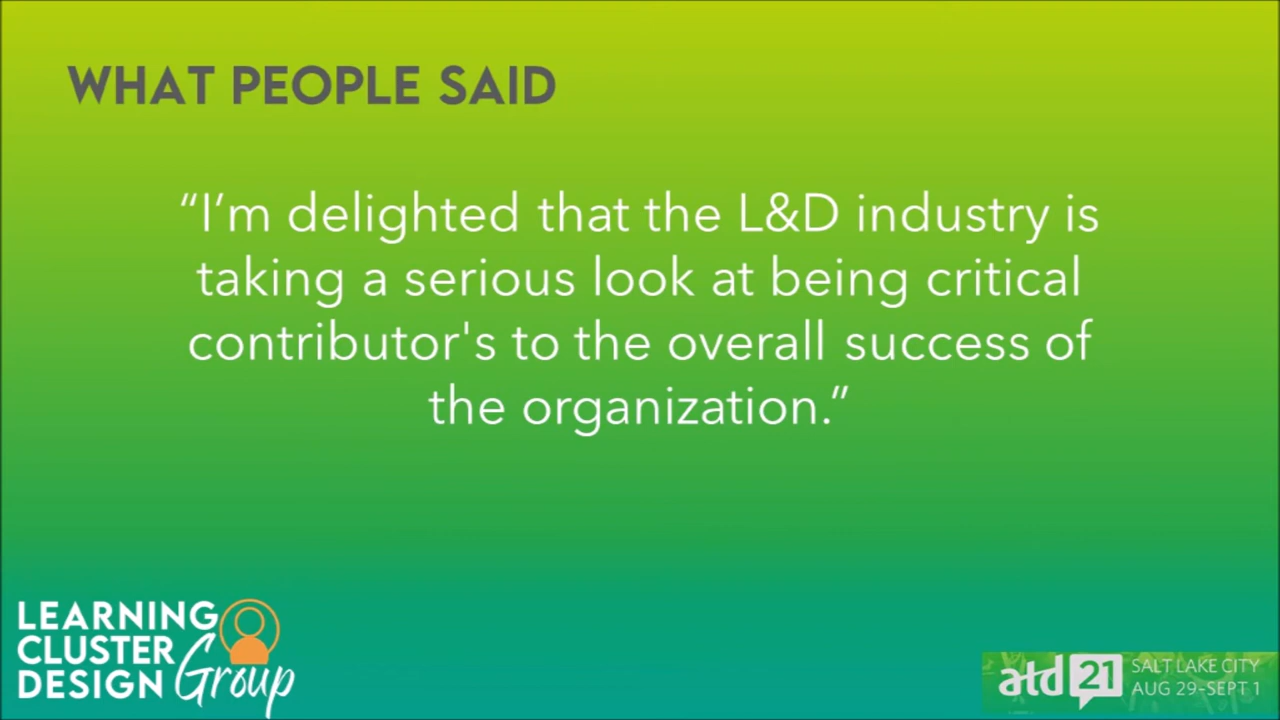 WHAT PEOPLE SAID
“I’m delighted that the L&D industry is
taking a serious look at being critical
contributor's to the overall success of
the organization.”
LEARNING
CLUSTER
DESIGN Group
atd 21
SALT LAKE CITY
AUG 29–SEPT 1